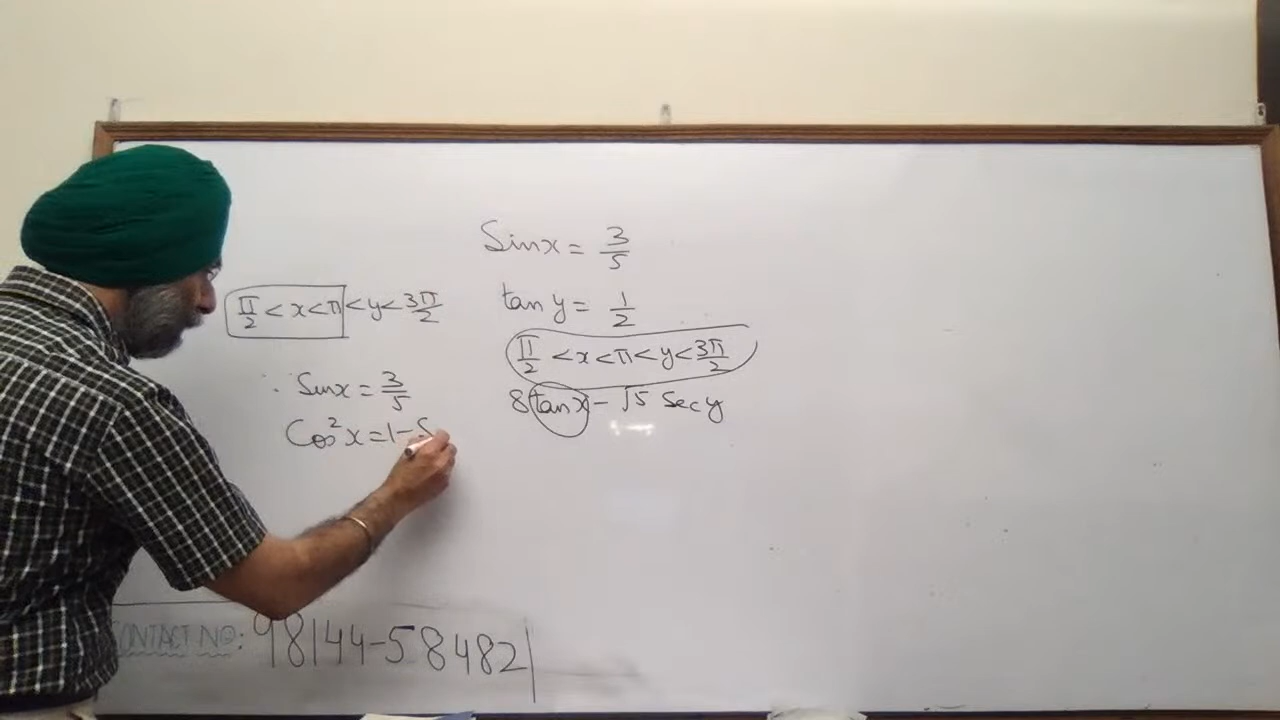 Sinx = 3/5
tan y = 1/2
π/2 < x < π < y < 3π/2
8 tanx - √5 Sec y
π/2 < x < π < y < 3π/2
∴ Sinx = 3/5
Cos²x = 1 - S
CONTACT NO: 98144-58482